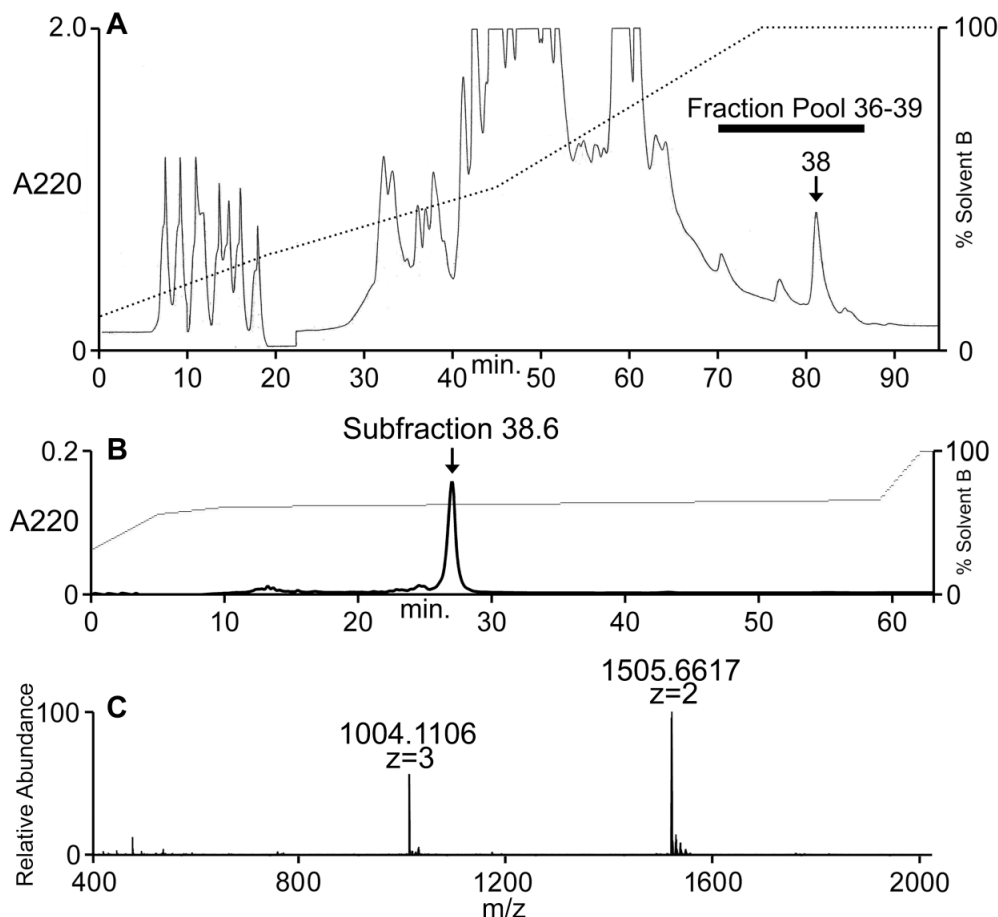 A
2.0
100
Fraction Pool 36-39
38
A220
% Solvent B
0
0
0 10 20 30 40 50 60 70 80 90
min.
Subfraction 38.6
B
0.2
100
A220
% Solvent B
0
0
0 10 20 30 40 50 60
min.
1505.6617
z=2
C
100
1004.1106
z=3
Relative Abundance
0
400 800 1200 1600 2000
m/z